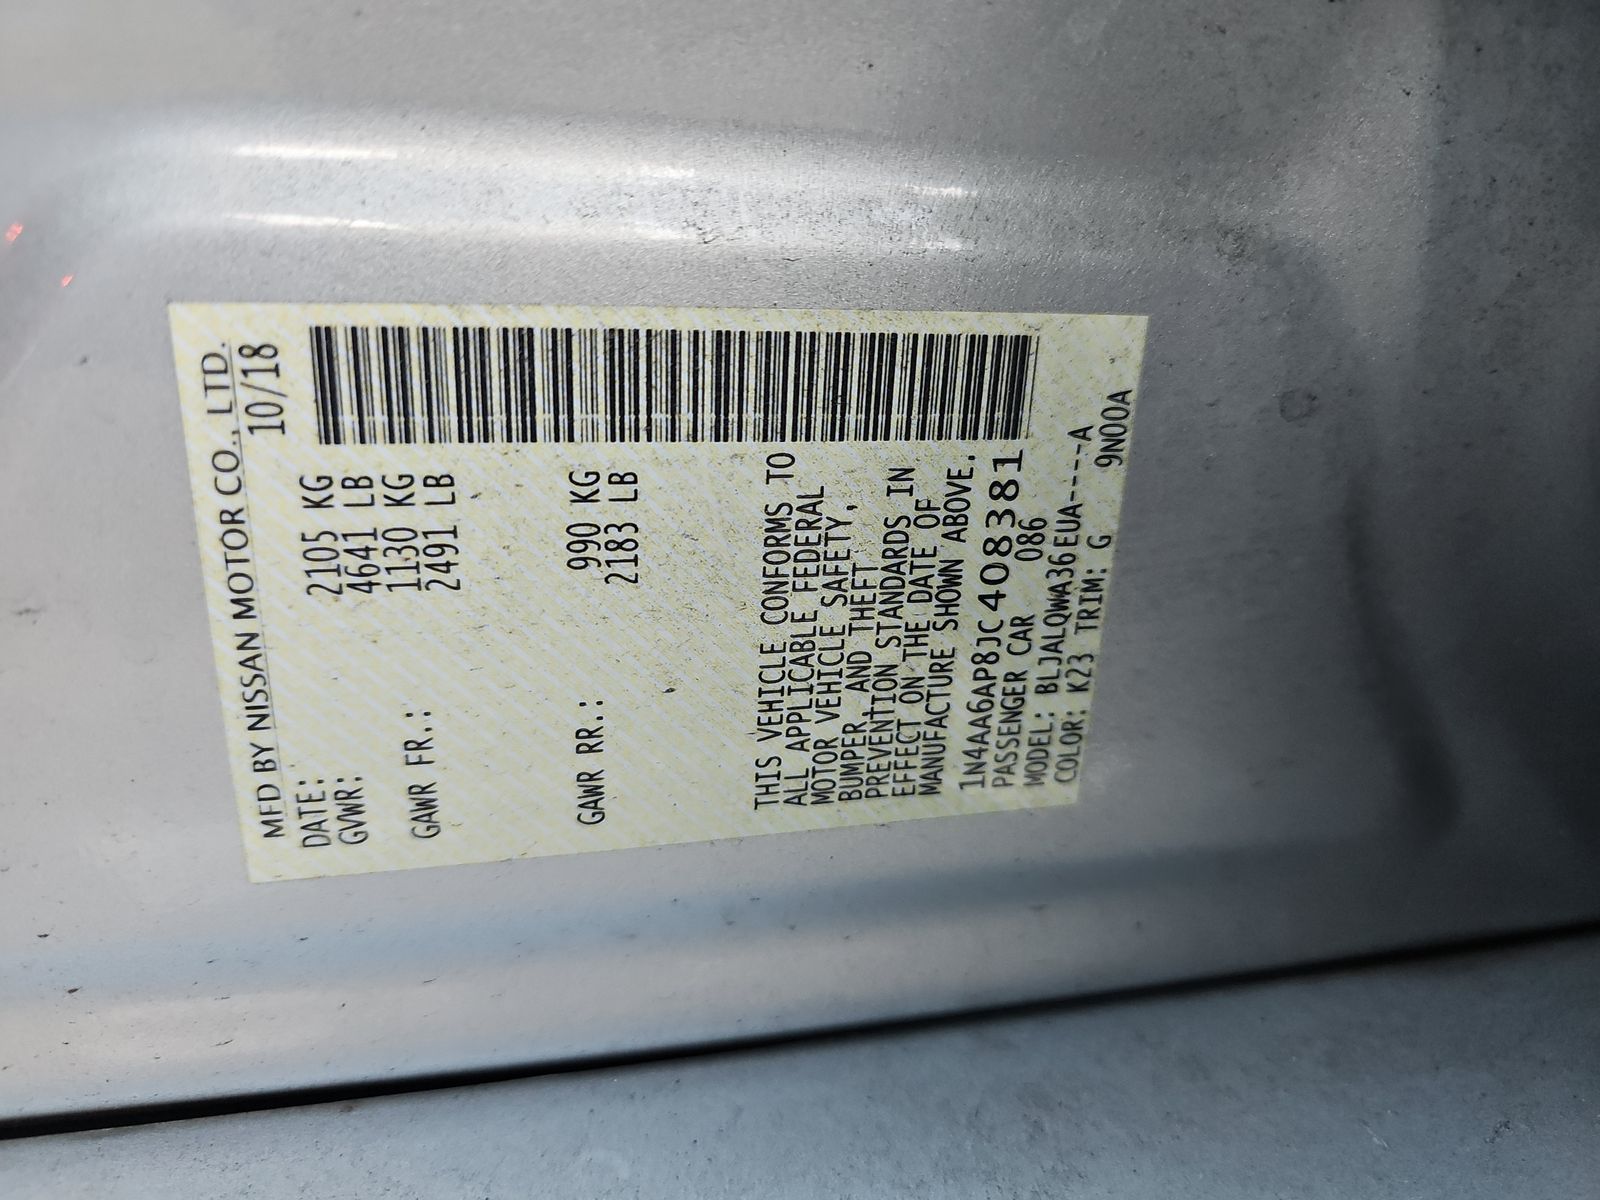 MFD BY NISSAN MOTOR CO., LTD.
DATE: 10/18
GVWR: 2105 KG
4641 LB
GAWR FR.: 1130 KG
2491 LB
GAWR RR.: 990 KG
2183 LB
THIS VEHICLE CONFORMS TO
ALL APPLICABLE FEDERAL
MOTOR VEHICLE SAFETY,
BUMPER AND THEFT
PREVENTION STANDARDS IN
EFFECT ON THE DATE OF
MANUFACTURE SHOWN ABOVE.
1N4AA6AP8JC408381
PASSENGER CAR 086
MODEL: BLJALQWA36EUA-----A
COLOR: K23 TRIM: G 9N00A